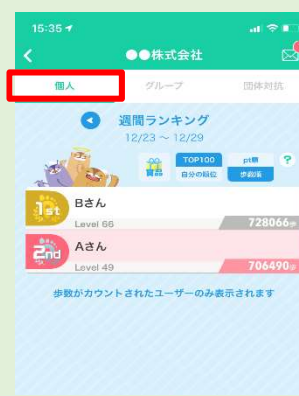 15:35
●●株式会社
個人
グループ
団体対抗
週間ランキング
12/23 ～ 12/29
TOP100
自分の順位
pt順
歩数順
?
1st
Bさん
Level 66
728066歩
2nd
Aさん
Level 49
706490歩
歩数がカウントされたユーザーのみ表示されます